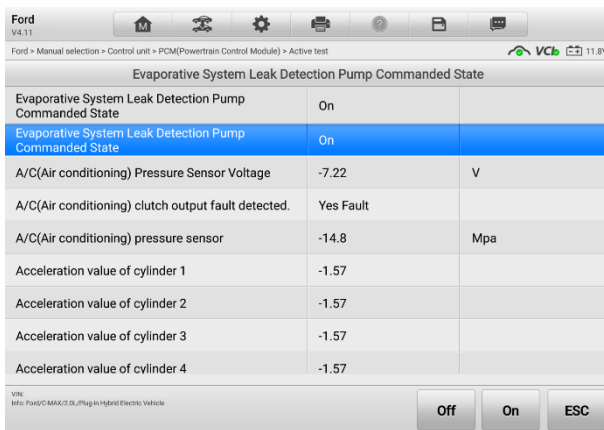 Ford
V4.11
M
?
Ford > Manual selection > Control unit > PCM(Powertrain Control Module) > Active test
VCI
11.8V
Evaporative System Leak Detection Pump Commanded State
Evaporative System Leak Detection Pump
Commanded State
On
Evaporative System Leak Detection Pump
Commanded State
On
A/C(Air conditioning) Pressure Sensor Voltage -7.22 V
A/C(Air conditioning) clutch output fault detected. Yes Fault
A/C(Air conditioning) pressure sensor -14.8 Mpa
Acceleration value of cylinder 1 -1.57
Acceleration value of cylinder 2 -1.57
Acceleration value of cylinder 3 -1.57
Acceleration value of cylinder 4 -1.57
VIN:
Info: Ford/C-MAX/2.0L/Plug-in Hybrid Electric Vehicle
Off On ESC